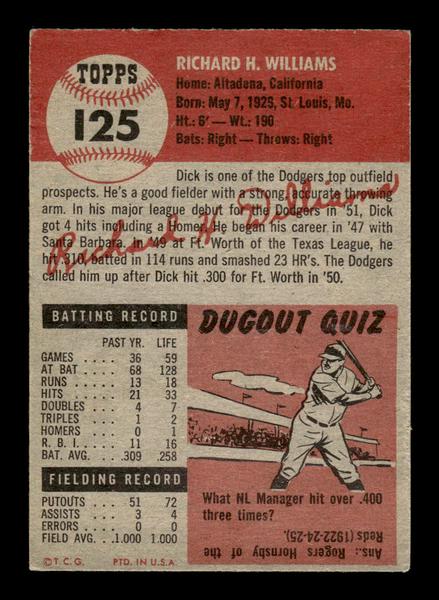 TOPPS
125
RICHARD H. WILLIAMS
Home: Altadena, California
Born: May 7, 1929, St. Louis, Mo.
Ht.: 6' — Wt.: 190
Bats: Right — Throws: Right
Dick is one of the Dodgers top outfield
prospects. He's a good fielder with a strong, accurate throwing
arm. In his major league debut for the Dodgers in '51, Dick
got 4 hits including a homer. He began his career in '47 with
Santa Barbara. In '49 at Ft. Worth of the Texas League, he
hit .310, batted in 114 runs and smashed 23 HR's. The Dodgers
called him up after Dick hit .300 for Ft. Worth in '50.
Richard H. Williams
BATTING RECORD
PAST YR. LIFE
GAMES .... 36 59
AT BAT .... 68 128
RUNS .... 13 18
HITS .... 21 33
DOUBLES .. 4 7
TRIPLES ... 1 2
HOMERS ... 0 1
R. B. I. .... 11 16
BAT. AVG. .. .309 .258
FIELDING RECORD
PUTOUTS .... 51 72
ASSISTS .... 3 4
ERRORS .... 0 0
FIELD AVG.. 1.000 1.000
© T. C. G. PTD. IN U.S.A
DUGOUT QUIZ
What NL Manager hit over .400
three times?
Ans.: Rogers Hornsby of the
Reds (1922-24-25).